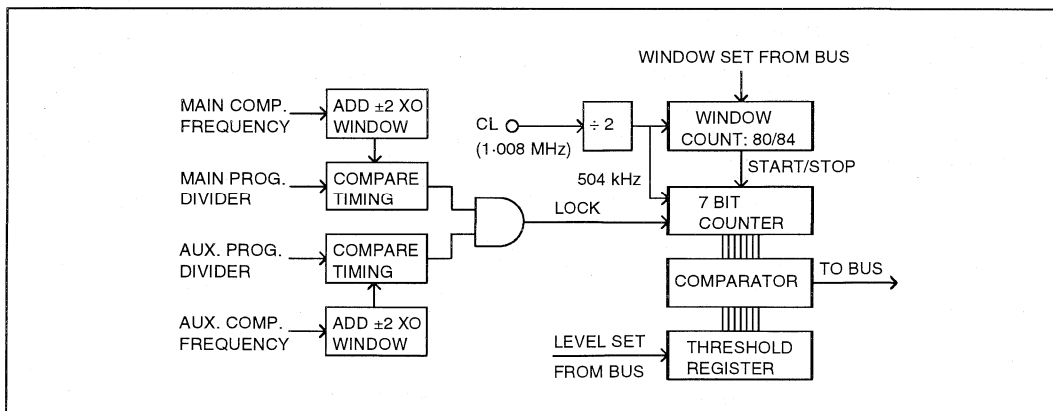 WINDOW SET FROM BUS
MAIN COMP.
FREQUENCY
ADD ±2 XO
WINDOW
CL
(1·008 MHz)
÷ 2
WINDOW
COUNT: 80/84
START/STOP
504 kHz
MAIN PROG.
DIVIDER
COMPARE
TIMING
LOCK
7 BIT
COUNTER
AUX. PROG.
DIVIDER
COMPARE
TIMING
COMPARATOR
TO BUS
AUX. COMP.
FREQUENCY
ADD ±2 XO
WINDOW
LEVEL SET
FROM BUS
THRESHOLD
REGISTER